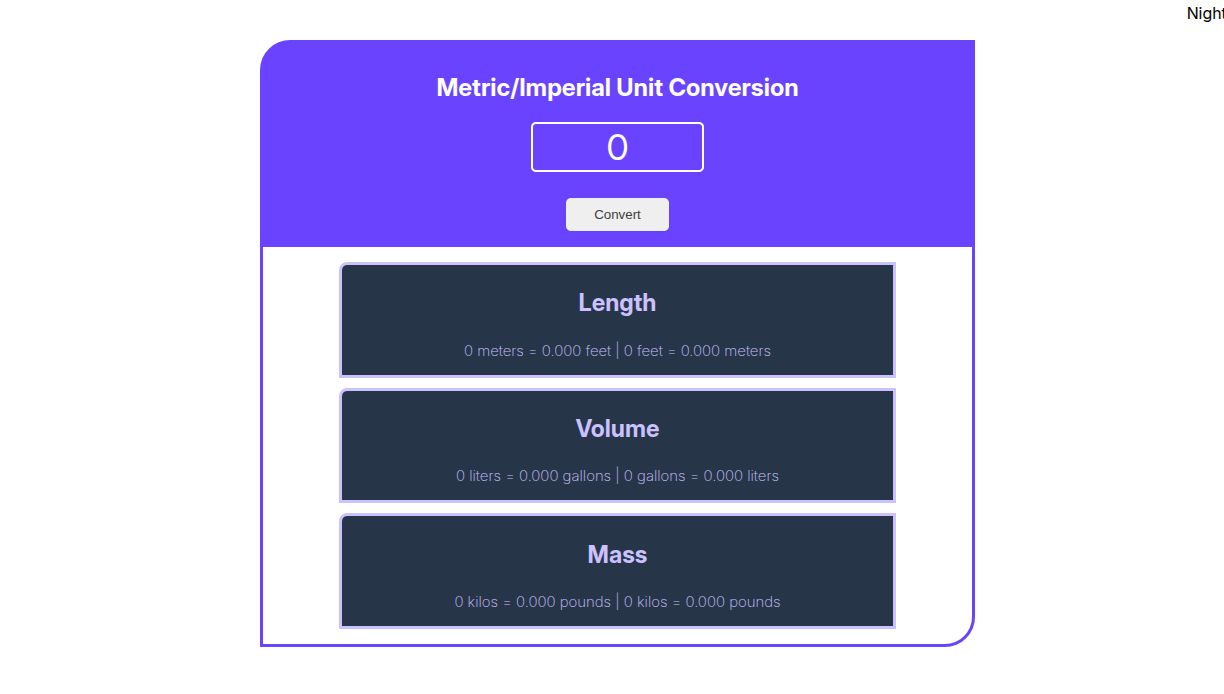 Night
Metric/Imperial Unit Conversion
0
Convert
Length
0 meters = 0.000 feet | 0 feet = 0.000 meters
Volume
0 liters = 0.000 gallons | 0 gallons = 0.000 liters
Mass
0 kilos = 0.000 pounds | 0 kilos = 0.000 pounds